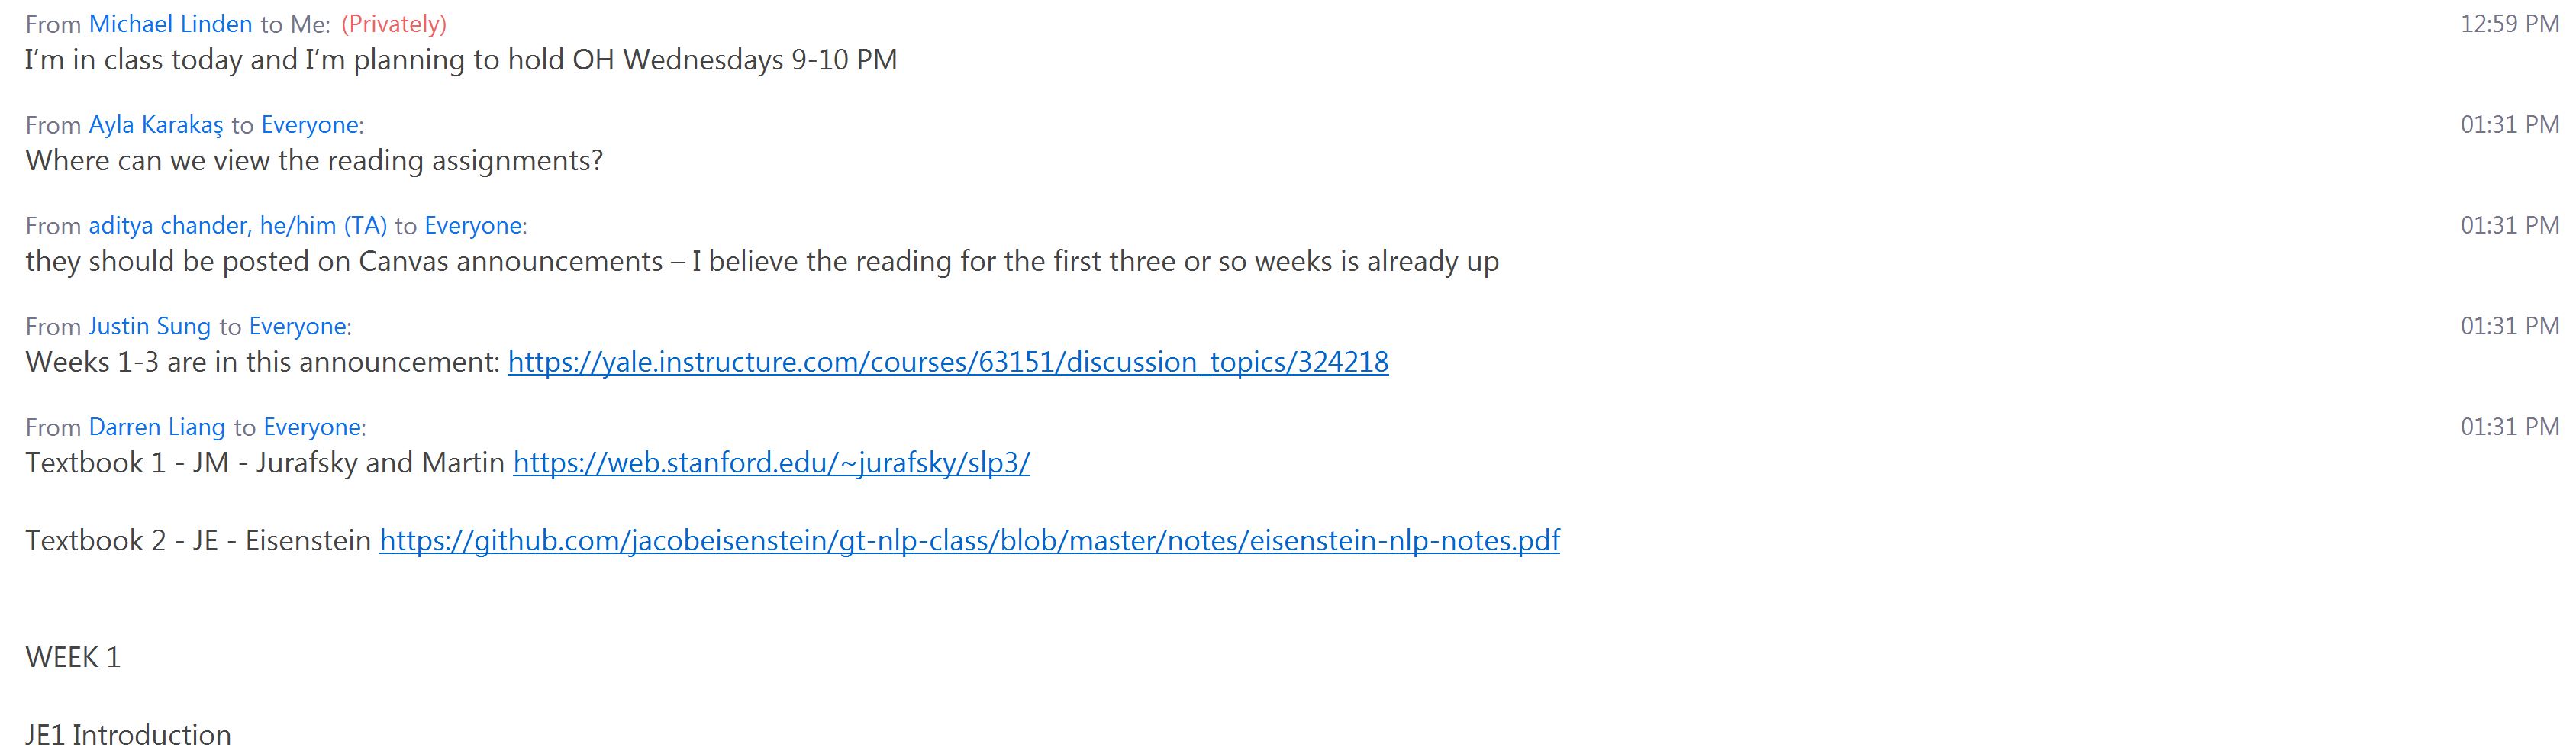 From Michael Linden to Me: (Privately) 12:59 PM
I'm in class today and I'm planning to hold OH Wednesdays 9-10 PM
From Ayla Karakaş to Everyone: 01:31 PM
Where can we view the reading assignments?
From aditya chander, he/him (TA) to Everyone: 01:31 PM
they should be posted on Canvas announcements – I believe the reading for the first three or so weeks is already up
From Justin Sung to Everyone: 01:31 PM
Weeks 1-3 are in this announcement: https://yale.instructure.com/courses/63151/discussion_topics/324218
From Darren Liang to Everyone: 01:31 PM
Textbook 1 - JM - Jurafsky and Martin https://web.stanford.edu/~jurafsky/slp3/
Textbook 2 - JE - Eisenstein https://github.com/jacobeisenstein/gt-nlp-class/blob/master/notes/eisenstein-nlp-notes.pdf
WEEK 1
JE1 Introduction